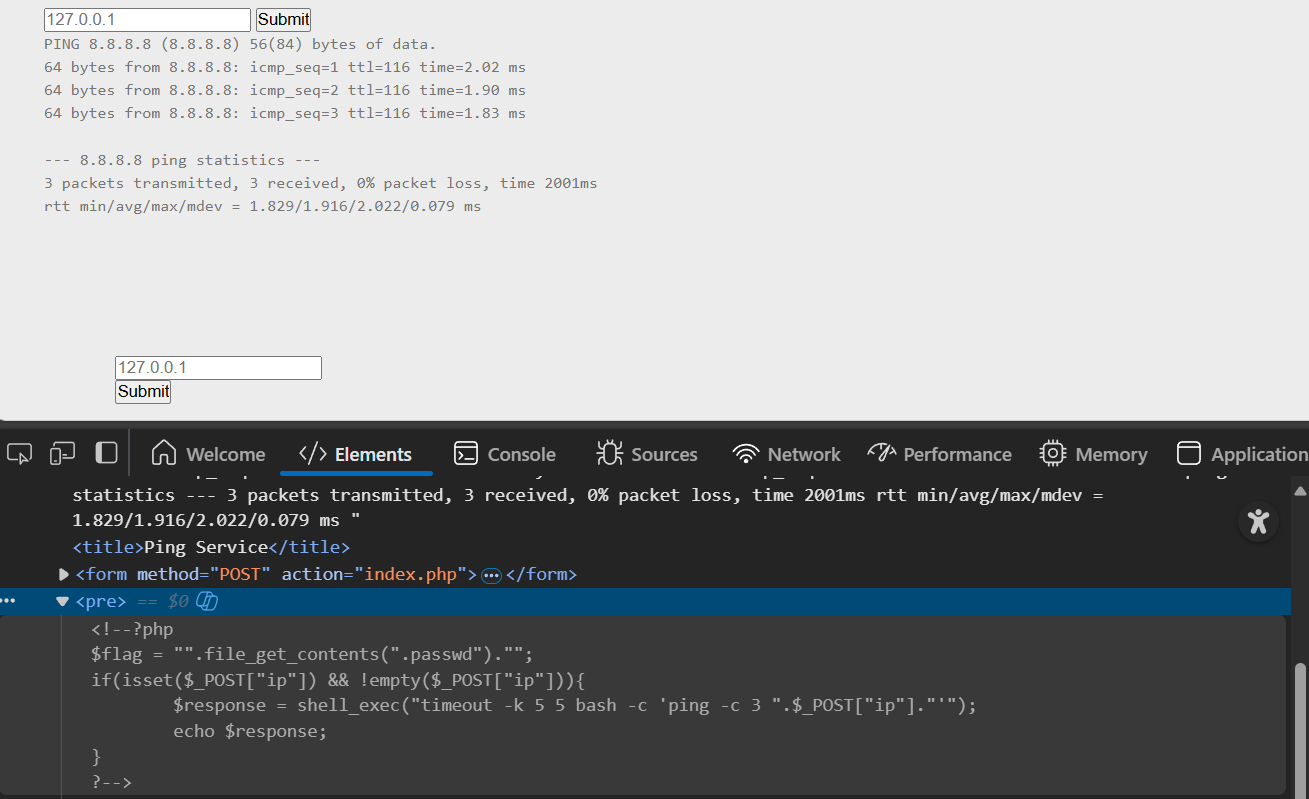 127.0.0.1 Submit
PING 8.8.8.8 (8.8.8.8) 56(84) bytes of data.
64 bytes from 8.8.8.8: icmp_seq=1 ttl=116 time=2.02 ms
64 bytes from 8.8.8.8: icmp_seq=2 ttl=116 time=1.90 ms
64 bytes from 8.8.8.8: icmp_seq=3 ttl=116 time=1.83 ms
--- 8.8.8.8 ping statistics ---
3 packets transmitted, 3 received, 0% packet loss, time 2001ms
rtt min/avg/max/mdev = 1.829/1.916/2.022/0.079 ms
127.0.0.1
Submit
Welcome Elements Console Sources Network Performance Memory Application
statistics --- 3 packets transmitted, 3 received, 0% packet loss, time 2001ms rtt min/avg/max/mdev =
1.829/1.916/2.022/0.079 ms "
<title>Ping Service</title>
<form method="POST" action="index.php">…</form>
<pre> == $0
<!--?php
$flag = "".file_get_contents(".passwd")."";
if(isset($_POST["ip"]) && !empty($_POST["ip"])){
$response = shell_exec("timeout -k 5 5 bash -c 'ping -c 3 ".$_POST["ip"]."'");
echo $response;
}
?-->